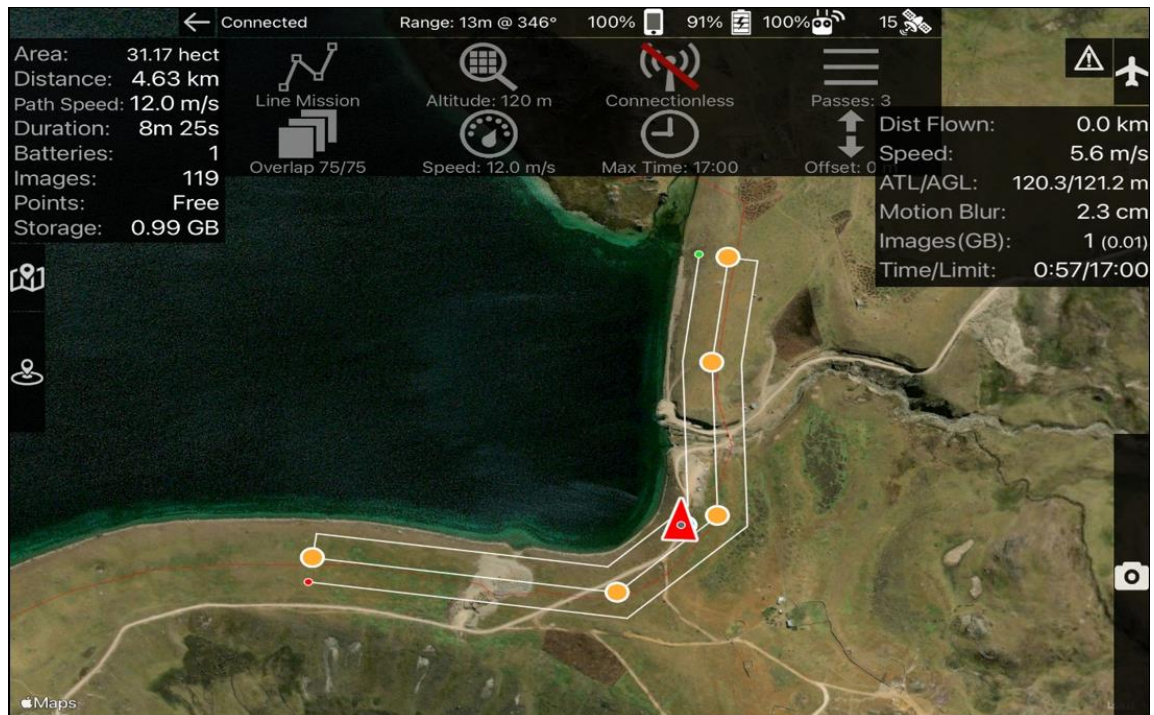 Connected Range: 13m @ 346° 100% 91% 100% 15
Area: 31.17 hect
Distance: 4.63 km
Path Speed: 12.0 m/s
Duration: 8m 25s
Batteries: 1
Images: 119
Points: Free
Storage: 0.99 GB
Line Mission Altitude: 120 m Connectionless Passes: 3
Overlap 75/75 Speed: 12.0 m/s Max Time: 17:00 Offset: 0
Dist Flown: 0.0 km
Speed: 5.6 m/s
ATL/AGL: 120.3/121.2 m
Motion Blur: 2.3 cm
Images(GB): 1 (0.01)
Time/Limit: 0:57/17:00
Maps